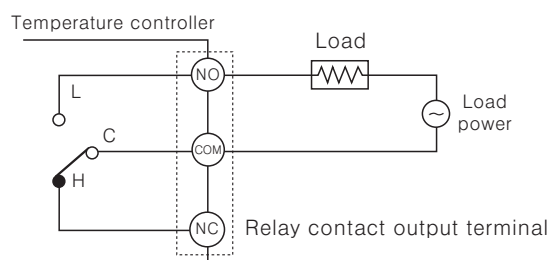 Temperature controller
Load
NO
L
Load
power
C
COM
H
NC
Relay contact output terminal